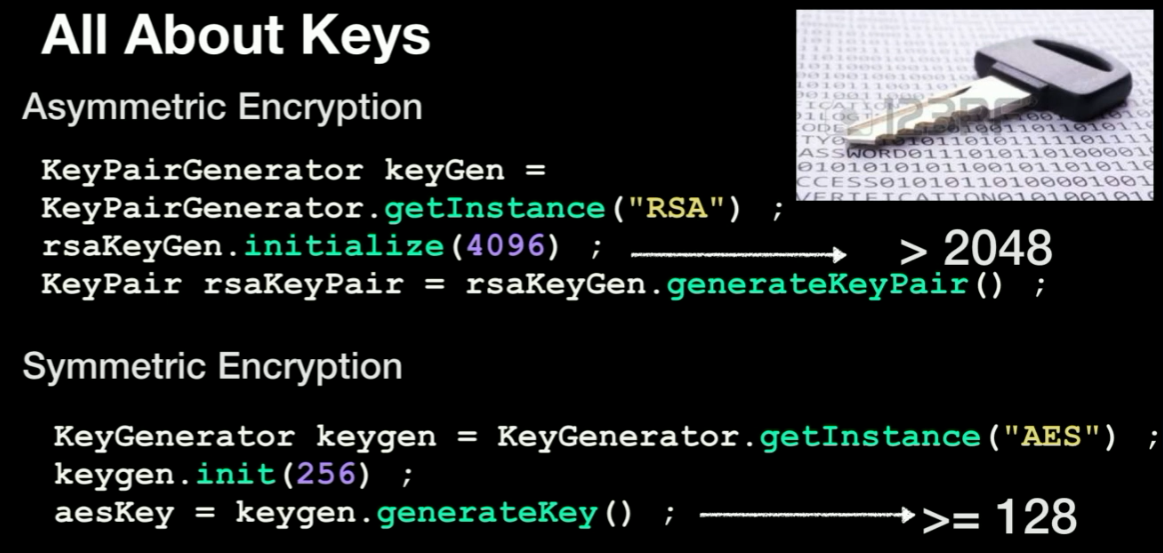 All About Keys
Asymmetric Encryption
KeyPairGenerator keyGen =
KeyPairGenerator.getInstance("RSA") ;
rsaKeyGen.initialize(4096) ; > 2048
KeyPair rsaKeyPair = rsaKeyGen.generateKeyPair() ;
Symmetric Encryption
KeyGenerator keygen = KeyGenerator.getInstance("AES") ;
keygen.init(256) ;
aesKey = keygen.generateKey() ; >= 128